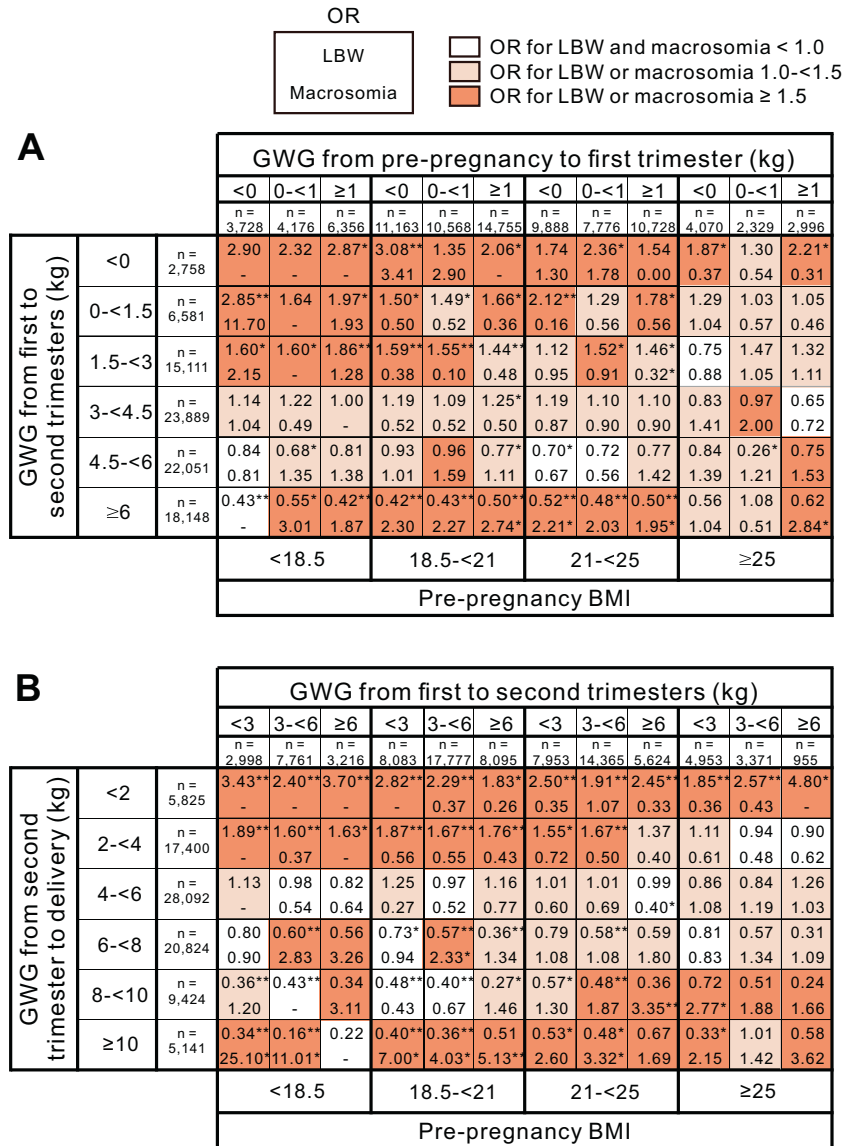 OR
LBW
Macrosomia
OR for LBW and macrosomia < 1.0
OR for LBW or macrosomia 1.0-<1.5
OR for LBW or macrosomia ≥ 1.5
A
GWG from pre-pregnancy to first trimester (kg)
<0 0-<1 ≥1 <0 0-<1 ≥1 <0 0-<1 ≥1 <0 0-<1 ≥1
n = n = n = n = n = n = n = n = n = n = n = n =
3,728 4,176 6,356 11,163 10,568 14,755 9,888 7,776 10,728 4,070 2,329 2,996
GWG from first to
second trimesters (kg)
<0 n = 2,758 2.90 2.32 2.87* 3.08** 1.35 2.06* 1.74 2.36* 1.54 1.87* 1.30 2.21*
- - - 3.41 2.90 - 1.30 1.78 0.00 0.37 0.54 0.31
0-<1.5 n = 6,581 2.85** 1.64 1.97* 1.50* 1.49* 1.66* 2.12** 1.29 1.78* 1.29 1.03 1.05
11.70 - 1.93 0.50 0.52 0.36 0.16 0.56 0.56 1.04 0.57 0.46
1.5-<3 n = 15,111 1.60* 1.60* 1.86** 1.59** 1.55** 1.44** 1.12 1.52* 1.46* 0.75 1.47 1.32
2.15 - 1.28 0.38 0.10 0.48 0.95 0.91 0.32* 0.88 1.05 1.11
3-<4.5 n = 23,889 1.14 1.22 1.00 1.19 1.09 1.25* 1.19 1.10 1.10 0.83 0.97 0.65
1.04 0.49 - 0.52 0.52 0.50 0.87 0.90 0.90 1.41 2.00 0.72
4.5-<6 n = 22,051 0.84 0.68* 0.81 0.93 0.96 0.77* 0.70* 0.72 0.77 0.84 0.26* 0.75
0.81 1.35 1.38 1.01 1.59 1.11 0.67 0.56 1.42 1.39 1.21 1.53
≥6 n = 18,148 0.43** 0.55* 0.42** 0.42** 0.43** 0.50** 0.52** 0.48** 0.50** 0.56 1.08 0.62
- 3.01 1.87 2.30 2.27 2.74* 2.21* 2.03 1.95* 1.04 0.51 2.84*
<18.5 18.5-<21 21-<25 ≥25
Pre-pregnancy BMI
B
GWG from first to second trimesters (kg)
<3 3-<6 ≥6 <3 3-<6 ≥6 <3 3-<6 ≥6 <3 3-<6 ≥6
n = n = n = n = n = n = n = n = n = n = n = n =
2,998 7,761 3,216 8,083 17,777 8,095 7,953 14,365 5,624 4,953 3,371 955
GWG from second
trimester to delivery (kg)
<2 n = 5,825 3.43** 2.40** 3.70** 2.82** 2.29** 1.83* 2.50** 1.91** 2.45** 1.85** 2.57** 4.80*
- - - - 0.37 0.26 0.35 1.07 0.33 0.36 0.43 -
2-<4 n = 17,400 1.89** 1.60** 1.63* 1.87** 1.67** 1.76** 1.55* 1.67** 1.37 1.11 0.94 0.90
- 0.37 - 0.56 0.55 0.43 0.72 0.50 0.40 0.61 0.48 0.62
4-<6 n = 28,092 1.13 0.98 0.82 1.25 0.97 1.16 1.01 1.01 0.99 0.86 0.84 1.26
- 0.54 0.64 0.27 0.52 0.77 0.60 0.69 0.40* 1.08 1.19 1.03
6-<8 n = 20,824 0.80 0.60** 0.56 0.73* 0.57** 0.36** 0.79 0.58** 0.59 0.81 0.57 0.31
0.90 2.83 3.26 0.94 2.33* 1.34 1.08 1.08 1.80 0.83 1.34 1.09
8-<10 n = 9,424 0.36** 0.43** 0.34 0.48** 0.40** 0.27* 0.57* 0.48** 0.36 0.72 0.51 0.24
1.20 - 3.11 0.43 0.67 1.46 1.30 1.87 3.35** 2.77* 1.88 1.66
≥10 n = 5,141 0.34** 0.16** 0.22 0.40** 0.36** 0.51 0.53* 0.48* 0.67 0.33* 1.01 0.58
25.10* 11.01* - 7.00* 4.03* 5.13** 2.60 3.32* 1.69 2.15 1.42 3.62
<18.5 18.5-<21 21-<25 ≥25
Pre-pregnancy BMI